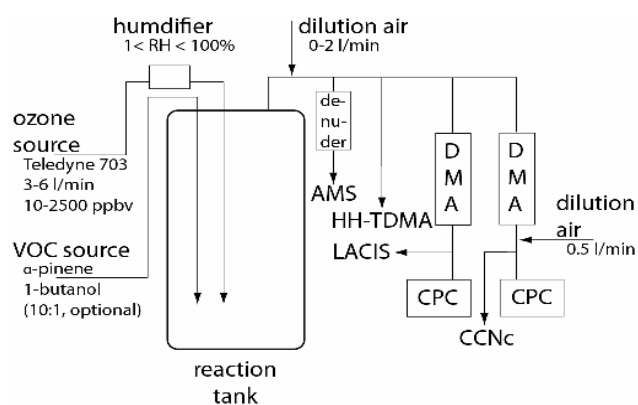 humdifier
1< RH < 100%
dilution air
0-2 l/min
ozone
source
Teledyne 703
3-6 l/min
10-2500 ppbv
VOC source
α-pinene
1-butanol
(10:1, optional)
reaction
tank
de-
nu-
der
AMS
HH-TDMA
LACIS
D
M
A
CPC
D
M
A
dilution
air
0.5 l/min
CPC
CCNc